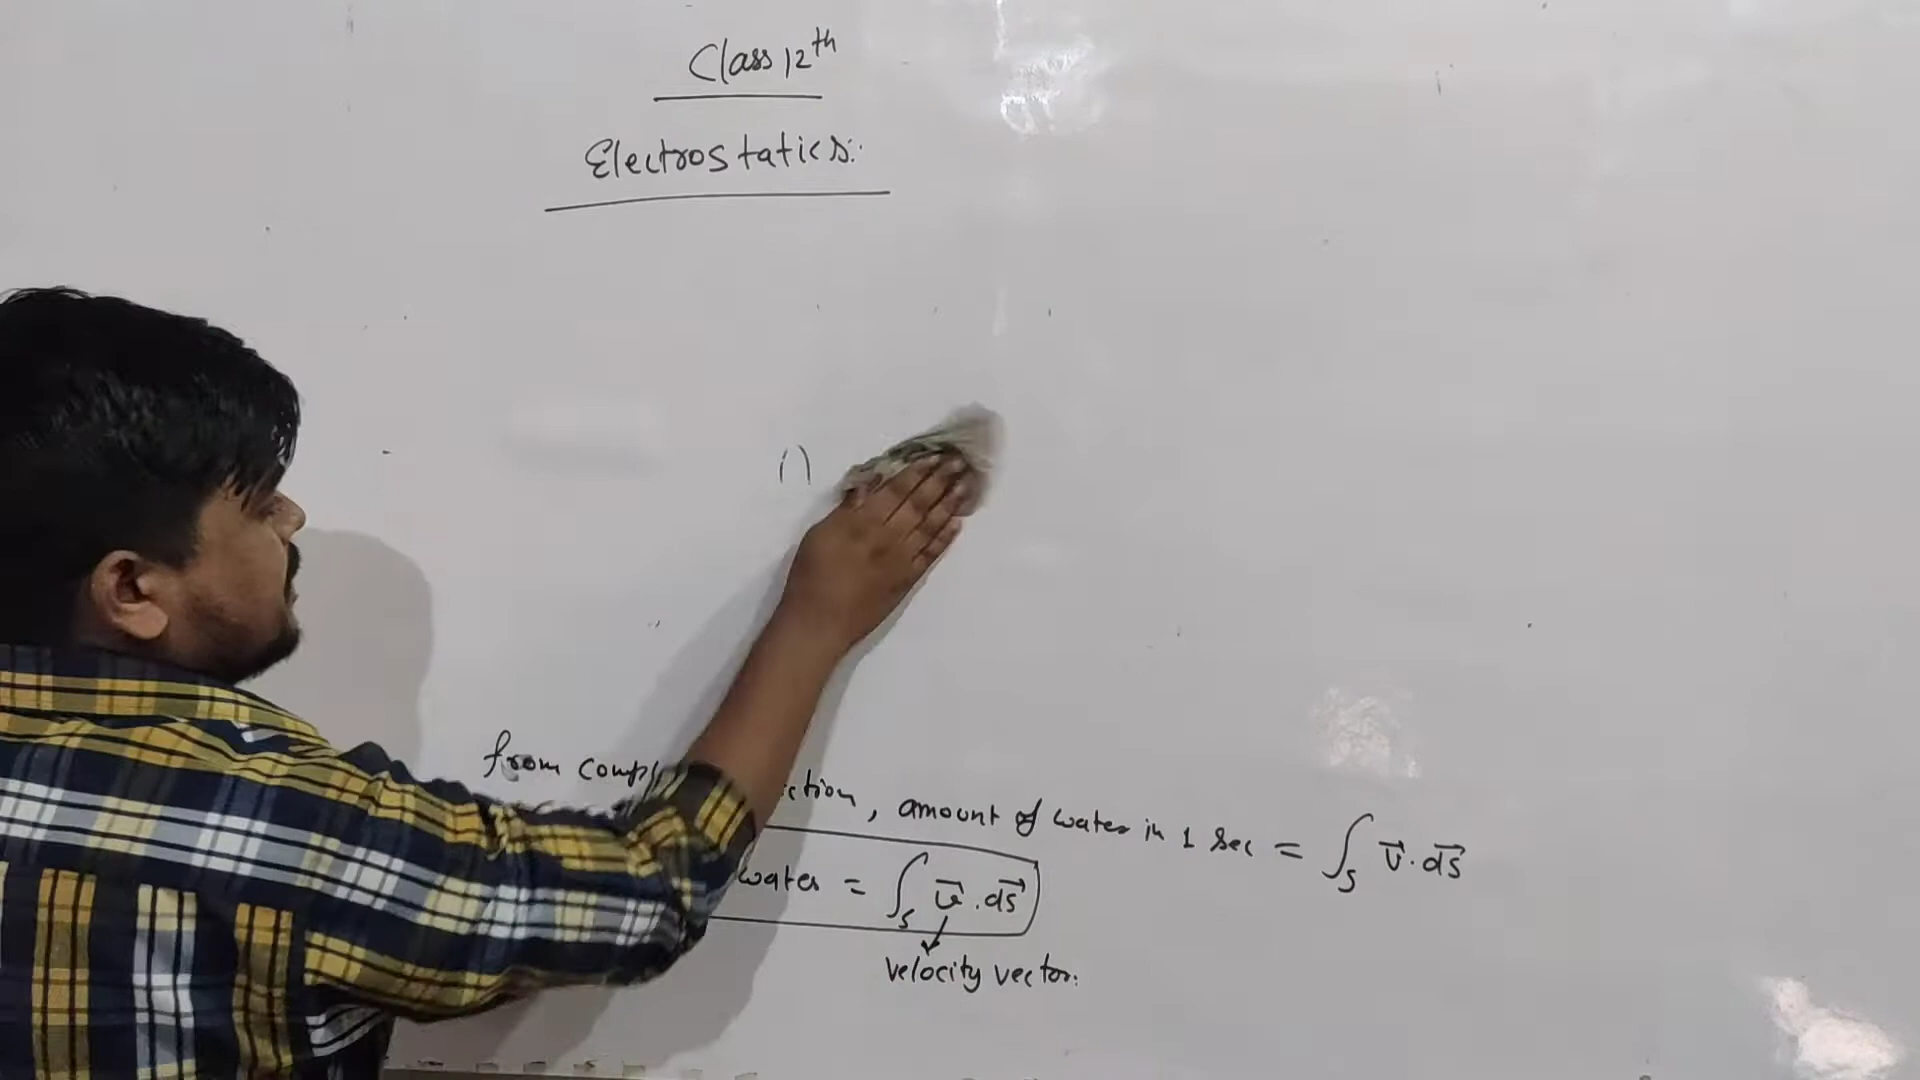 Class 12th
Electrostatics:
from comp ction, amount of water in 1 sec = ∫s v⃗. ds⃗
water = ∫s v⃗. ds⃗
velocity vector.